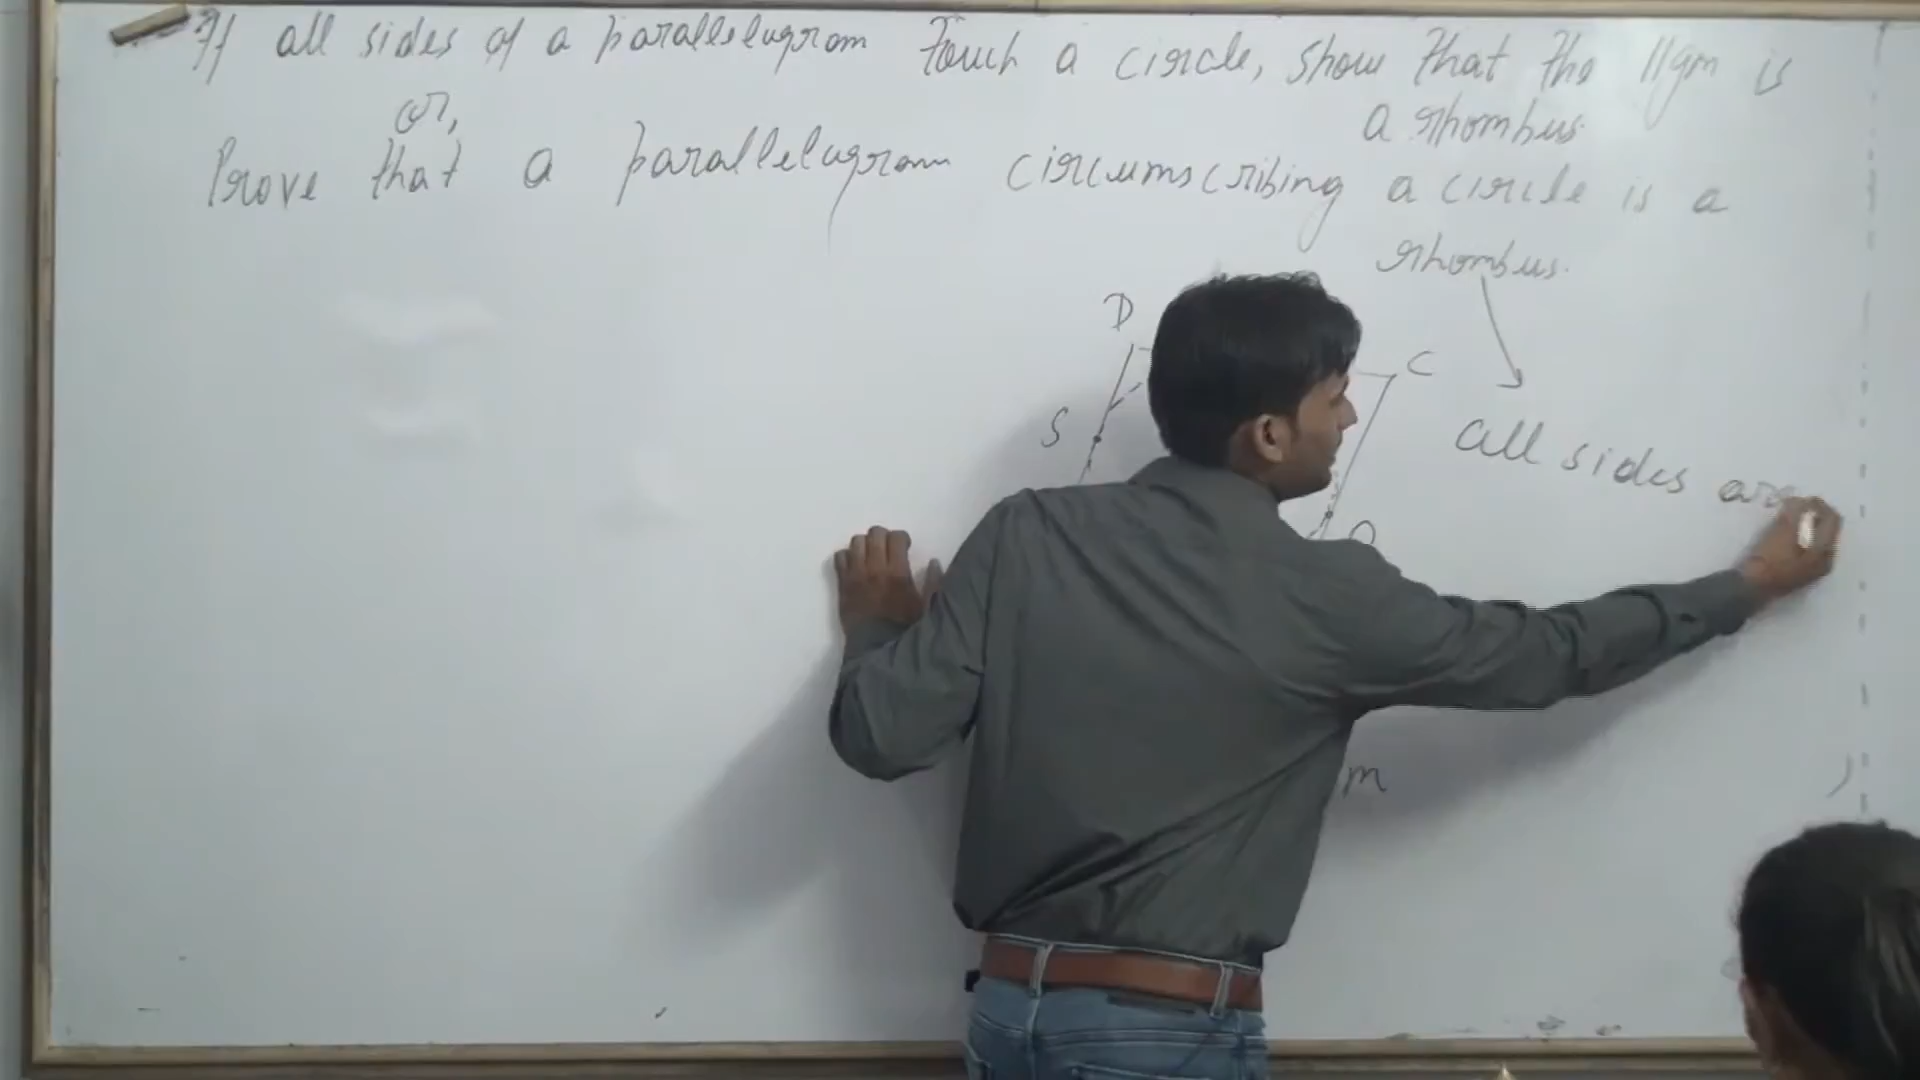 If all sides of a parallelogram touch a circle, show that the ||gm is
a rhombus.
or,
Prove that a parallelogram circumscribing a circle is a
rhombus.
D
C
S
All sides are
Q
m